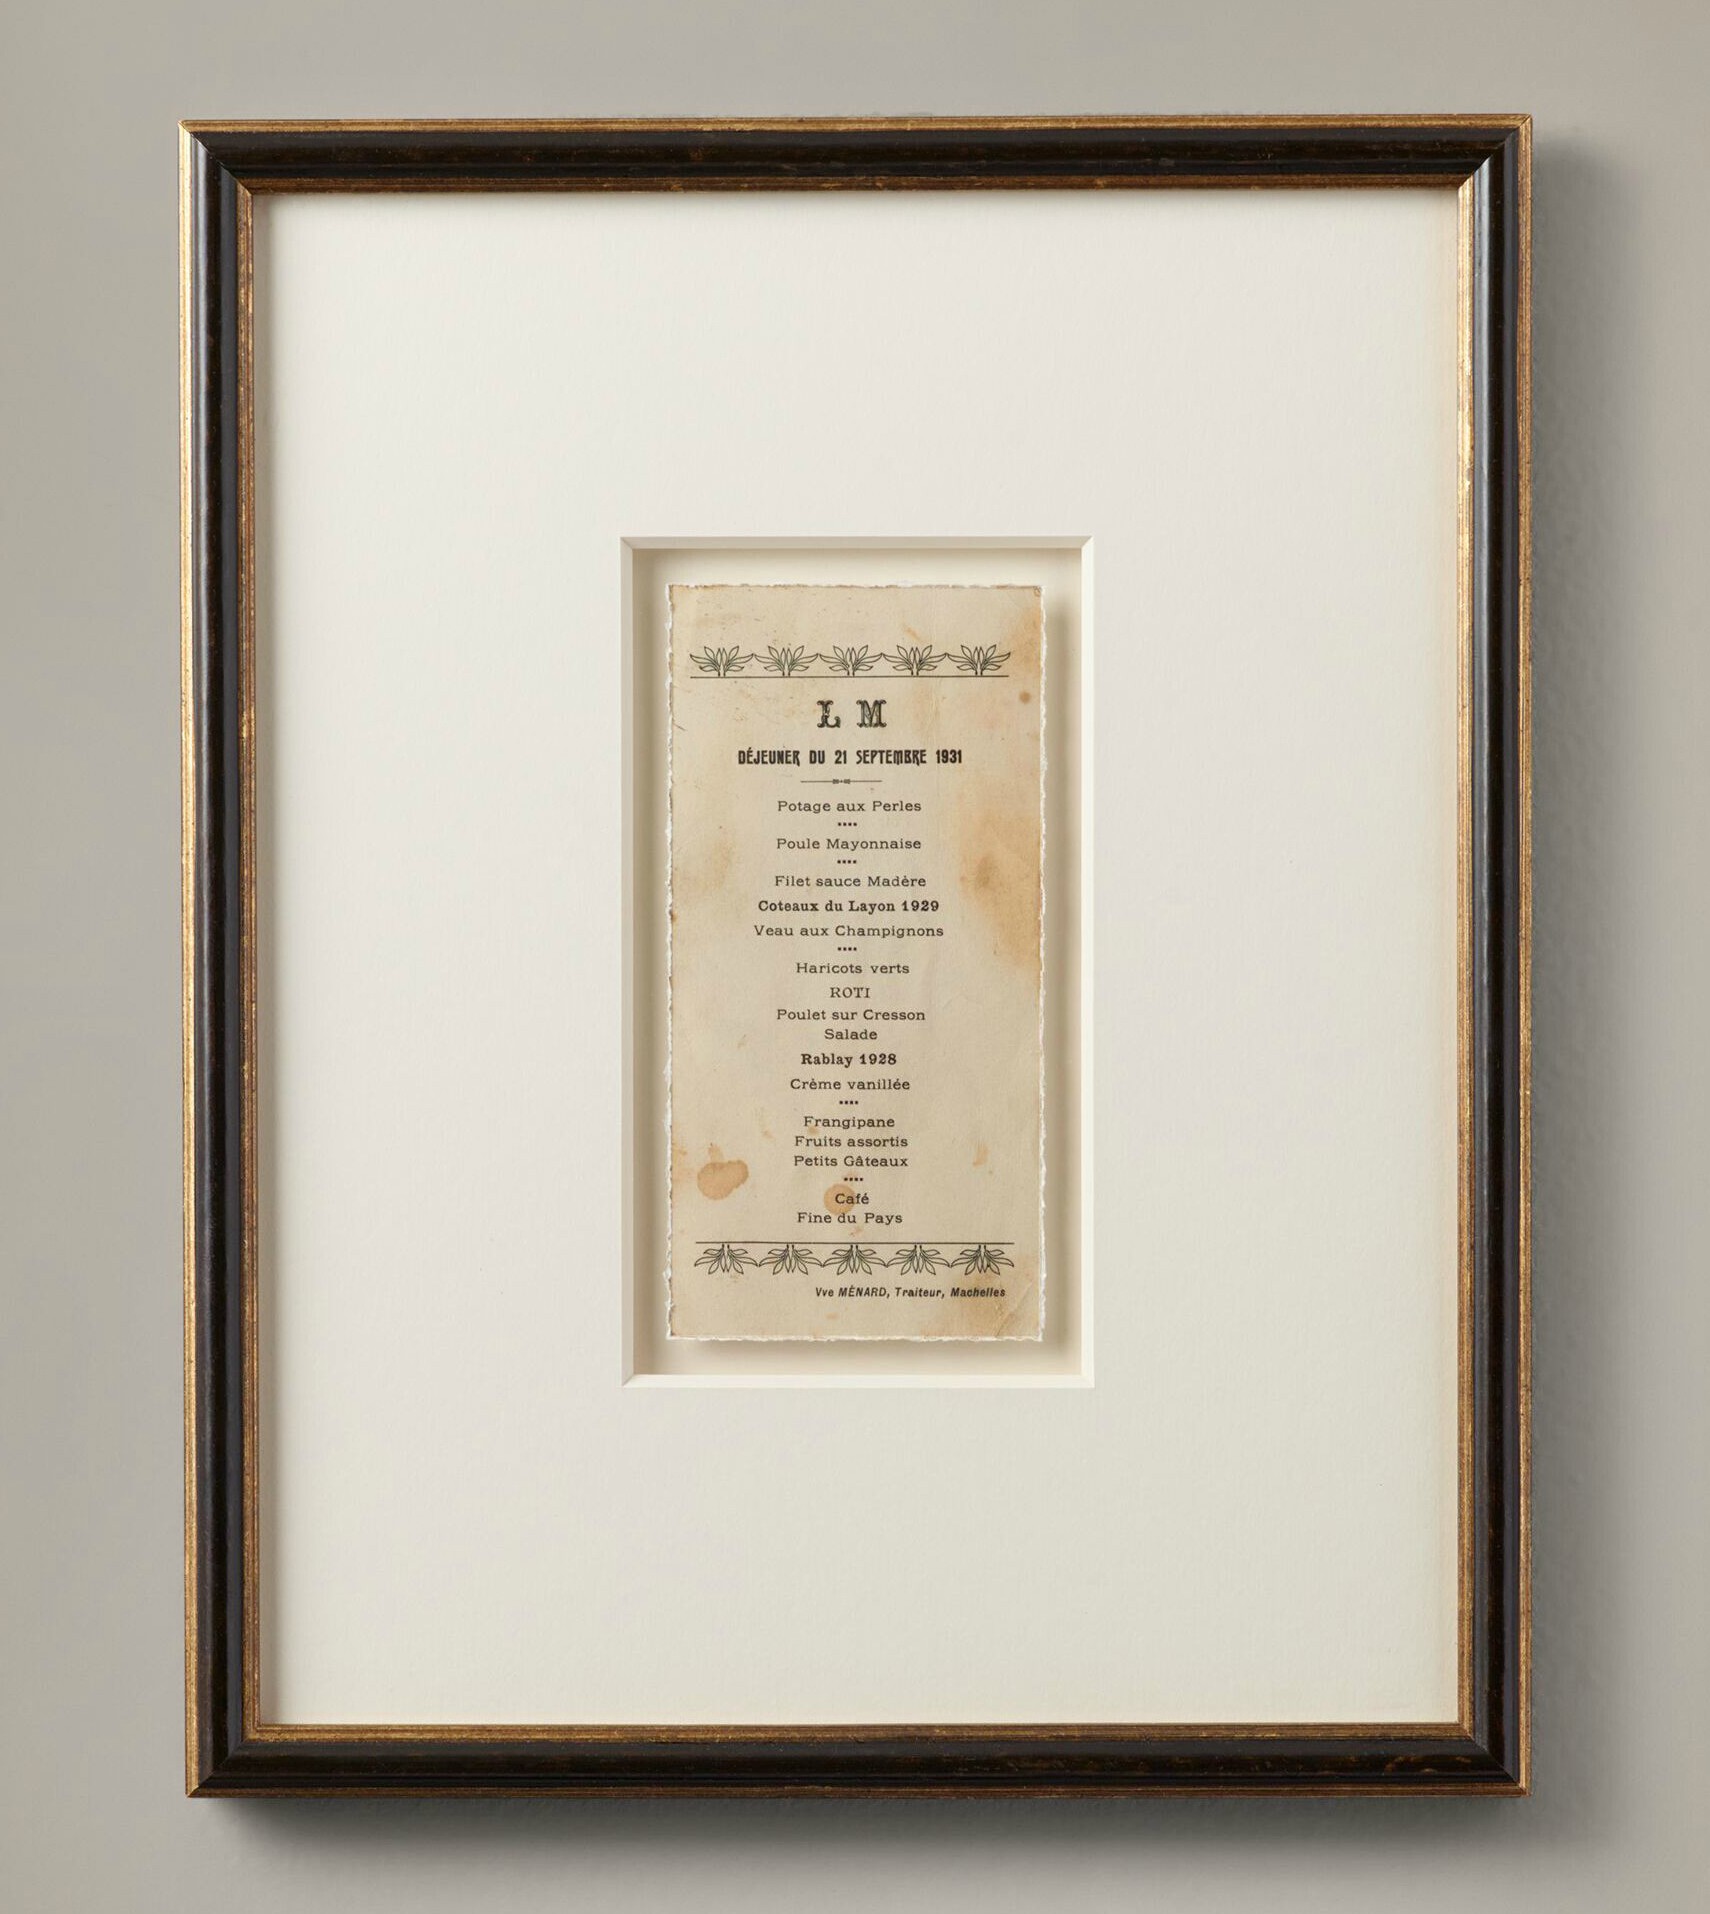 L M
DÉJEUNER DU 21 SEPTEMBRE 1931
Potage aux Perles
Poule Mayonnaise
Filet sauce Madère
Coteaux du Layon 1929
Veau aux Champignons
Haricots verts
ROTI
Poulet sur Cresson
Salade
Rablay 1928
Crème vanillée
Frangipane
Fruits assortis
Petits Gâteaux
Café
Fine du Pays
Vve MÉNARD, Traiteur, Machelles